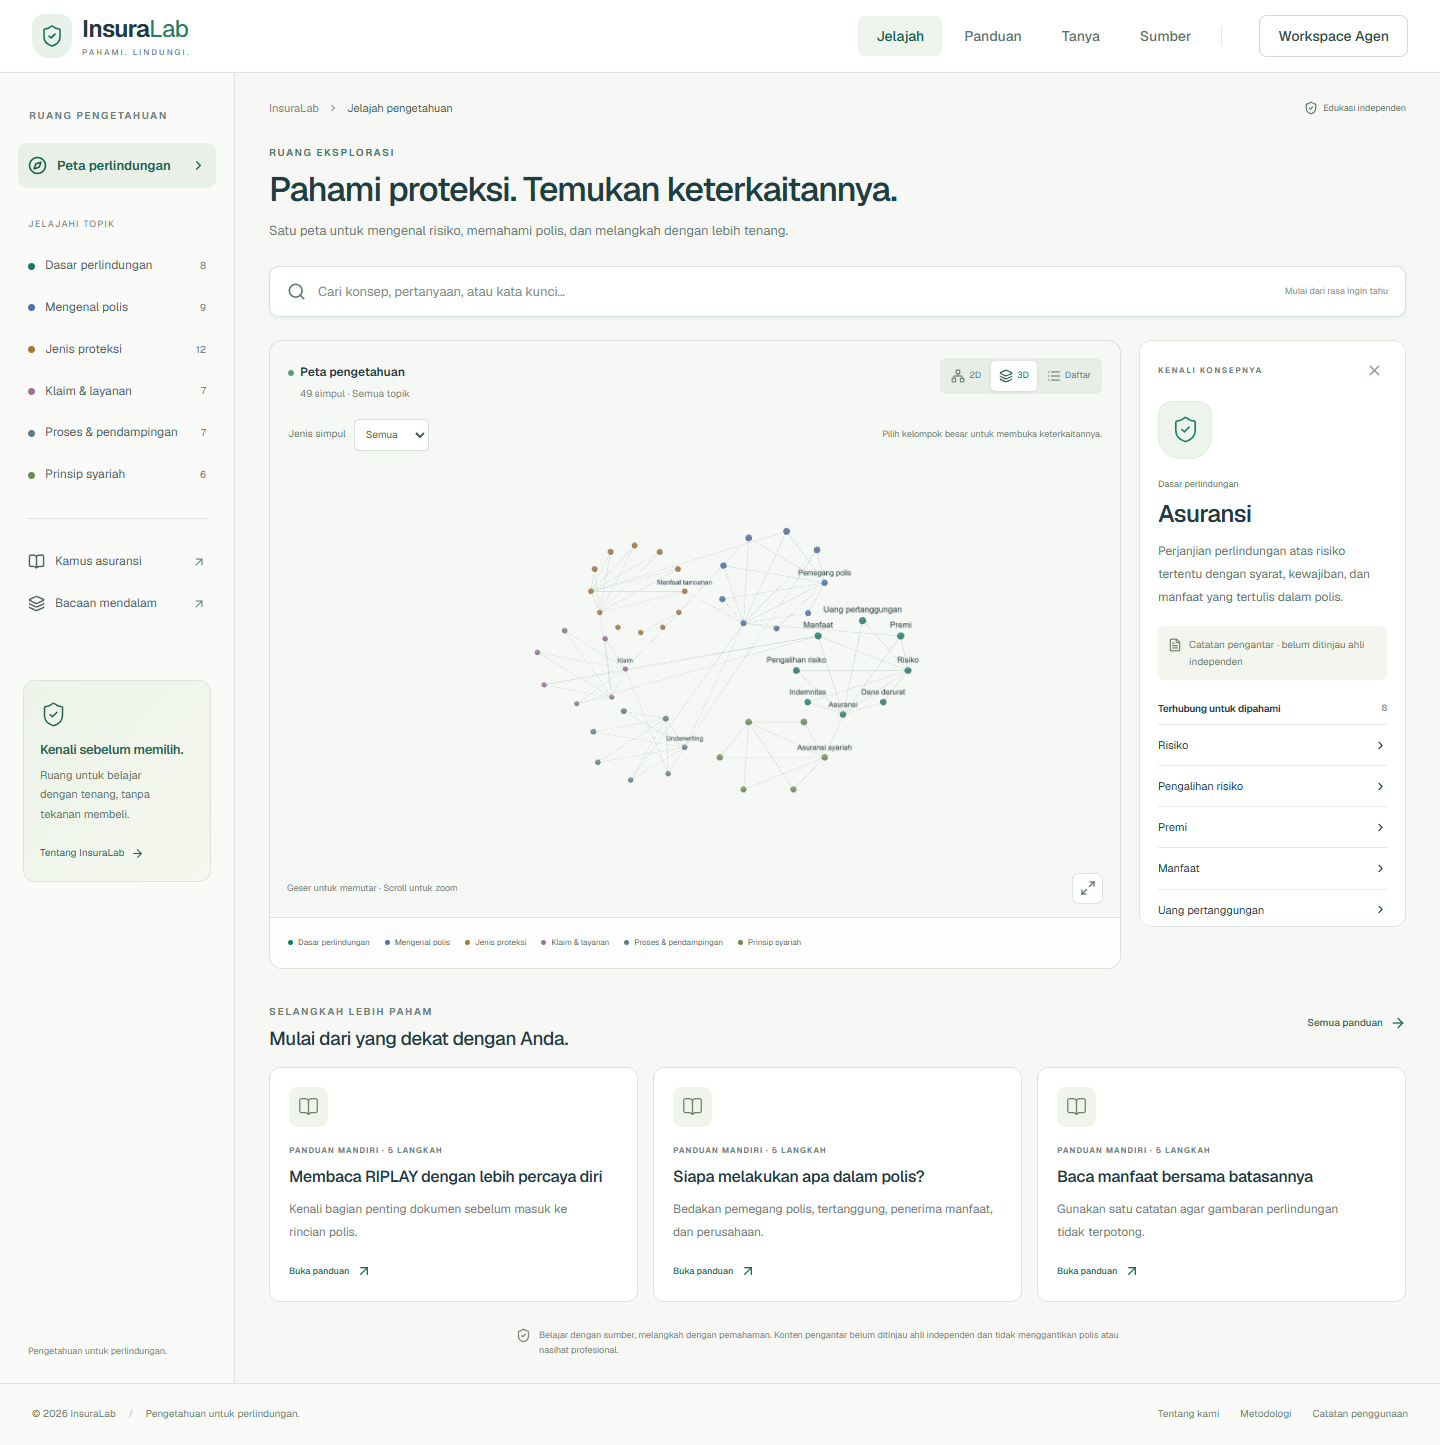 InsuraLab
PAHAMI. LINDUNGI.
Jelajah
Panduan
Tanya
Sumber
Workspace Agen
RUANG PENGETAHUAN
Peta perlindungan
JELAJAHI TOPIK
Dasar perlindungan 8
Mengenal polis 9
Jenis proteksi 12
Klaim & layanan 7
Proses & pendampingan 7
Prinsip syariah 6
Kamus asuransi
Bacaan mendalam
Kenali sebelum memilih.
Ruang untuk belajar
dengan tenang, tanpa
tekanan membeli.
Tentang InsuraLab
Pengetahuan untuk perlindungan.
InsuraLab
Jelajah pengetahuan
Edukasi independen
RUANG EKSPLORASI
Pahami proteksi. Temukan keterkaitannya.
Satu peta untuk mengenal risiko, memahami polis, dan melangkah dengan lebih tenang.
Cari konsep, pertanyaan, atau kata kunci...
Mulai dari rasa ingin tahu
Peta pengetahuan
49 simpul · Semua topik
2D
3D
Daftar
Jenis simpul
Semua
Pilih kelompok besar untuk membuka keterkaitannya.
Pemegang polis
Manfaat tambahan
Uang pertanggungan
Manfaat
Premi
Klaim
Pengalihan risiko
Risiko
Indemnitas
Dana darurat
Asuransi
Underwriting
Asuransi syariah
Geser untuk memutar · Scroll untuk zoom
Dasar perlindungan
Mengenal polis
Jenis proteksi
Klaim & layanan
Proses & pendampingan
Prinsip syariah
KENALI KONSEPNYA
Dasar perlindungan
Asuransi
Perjanjian perlindungan atas risiko
tertentu dengan syarat, kewajiban, dan
manfaat yang tertulis dalam polis.
Catatan pengantar · belum ditinjau ahli
independen
Terhubung untuk dipahami 8
Risiko
Pengalihan risiko
Premi
Manfaat
Uang pertanggungan
SELANGKAH LEBIH PAHAM
Mulai dari yang dekat dengan Anda.
Semua panduan
PANDUAN MANDIRI · 5 LANGKAH
Membaca RIPLAY dengan lebih percaya diri
Kenali bagian penting dokumen sebelum masuk ke
rincian polis.
Buka panduan
PANDUAN MANDIRI · 5 LANGKAH
Siapa melakukan apa dalam polis?
Bedakan pemegang polis, tertanggung, penerima manfaat,
dan perusahaan.
Buka panduan
PANDUAN MANDIRI · 5 LANGKAH
Baca manfaat bersama batasannya
Gunakan satu catatan agar gambaran perlindungan
tidak terpotong.
Buka panduan
Belajar dengan sumber, melangkah dengan pemahaman. Konten pengantar belum ditinjau ahli independen dan tidak menggantikan polis atau
nasihat profesional.
© 2026 InsuraLab / Pengetahuan untuk perlindungan.
Tentang kami
Metodologi
Catatan penggunaan